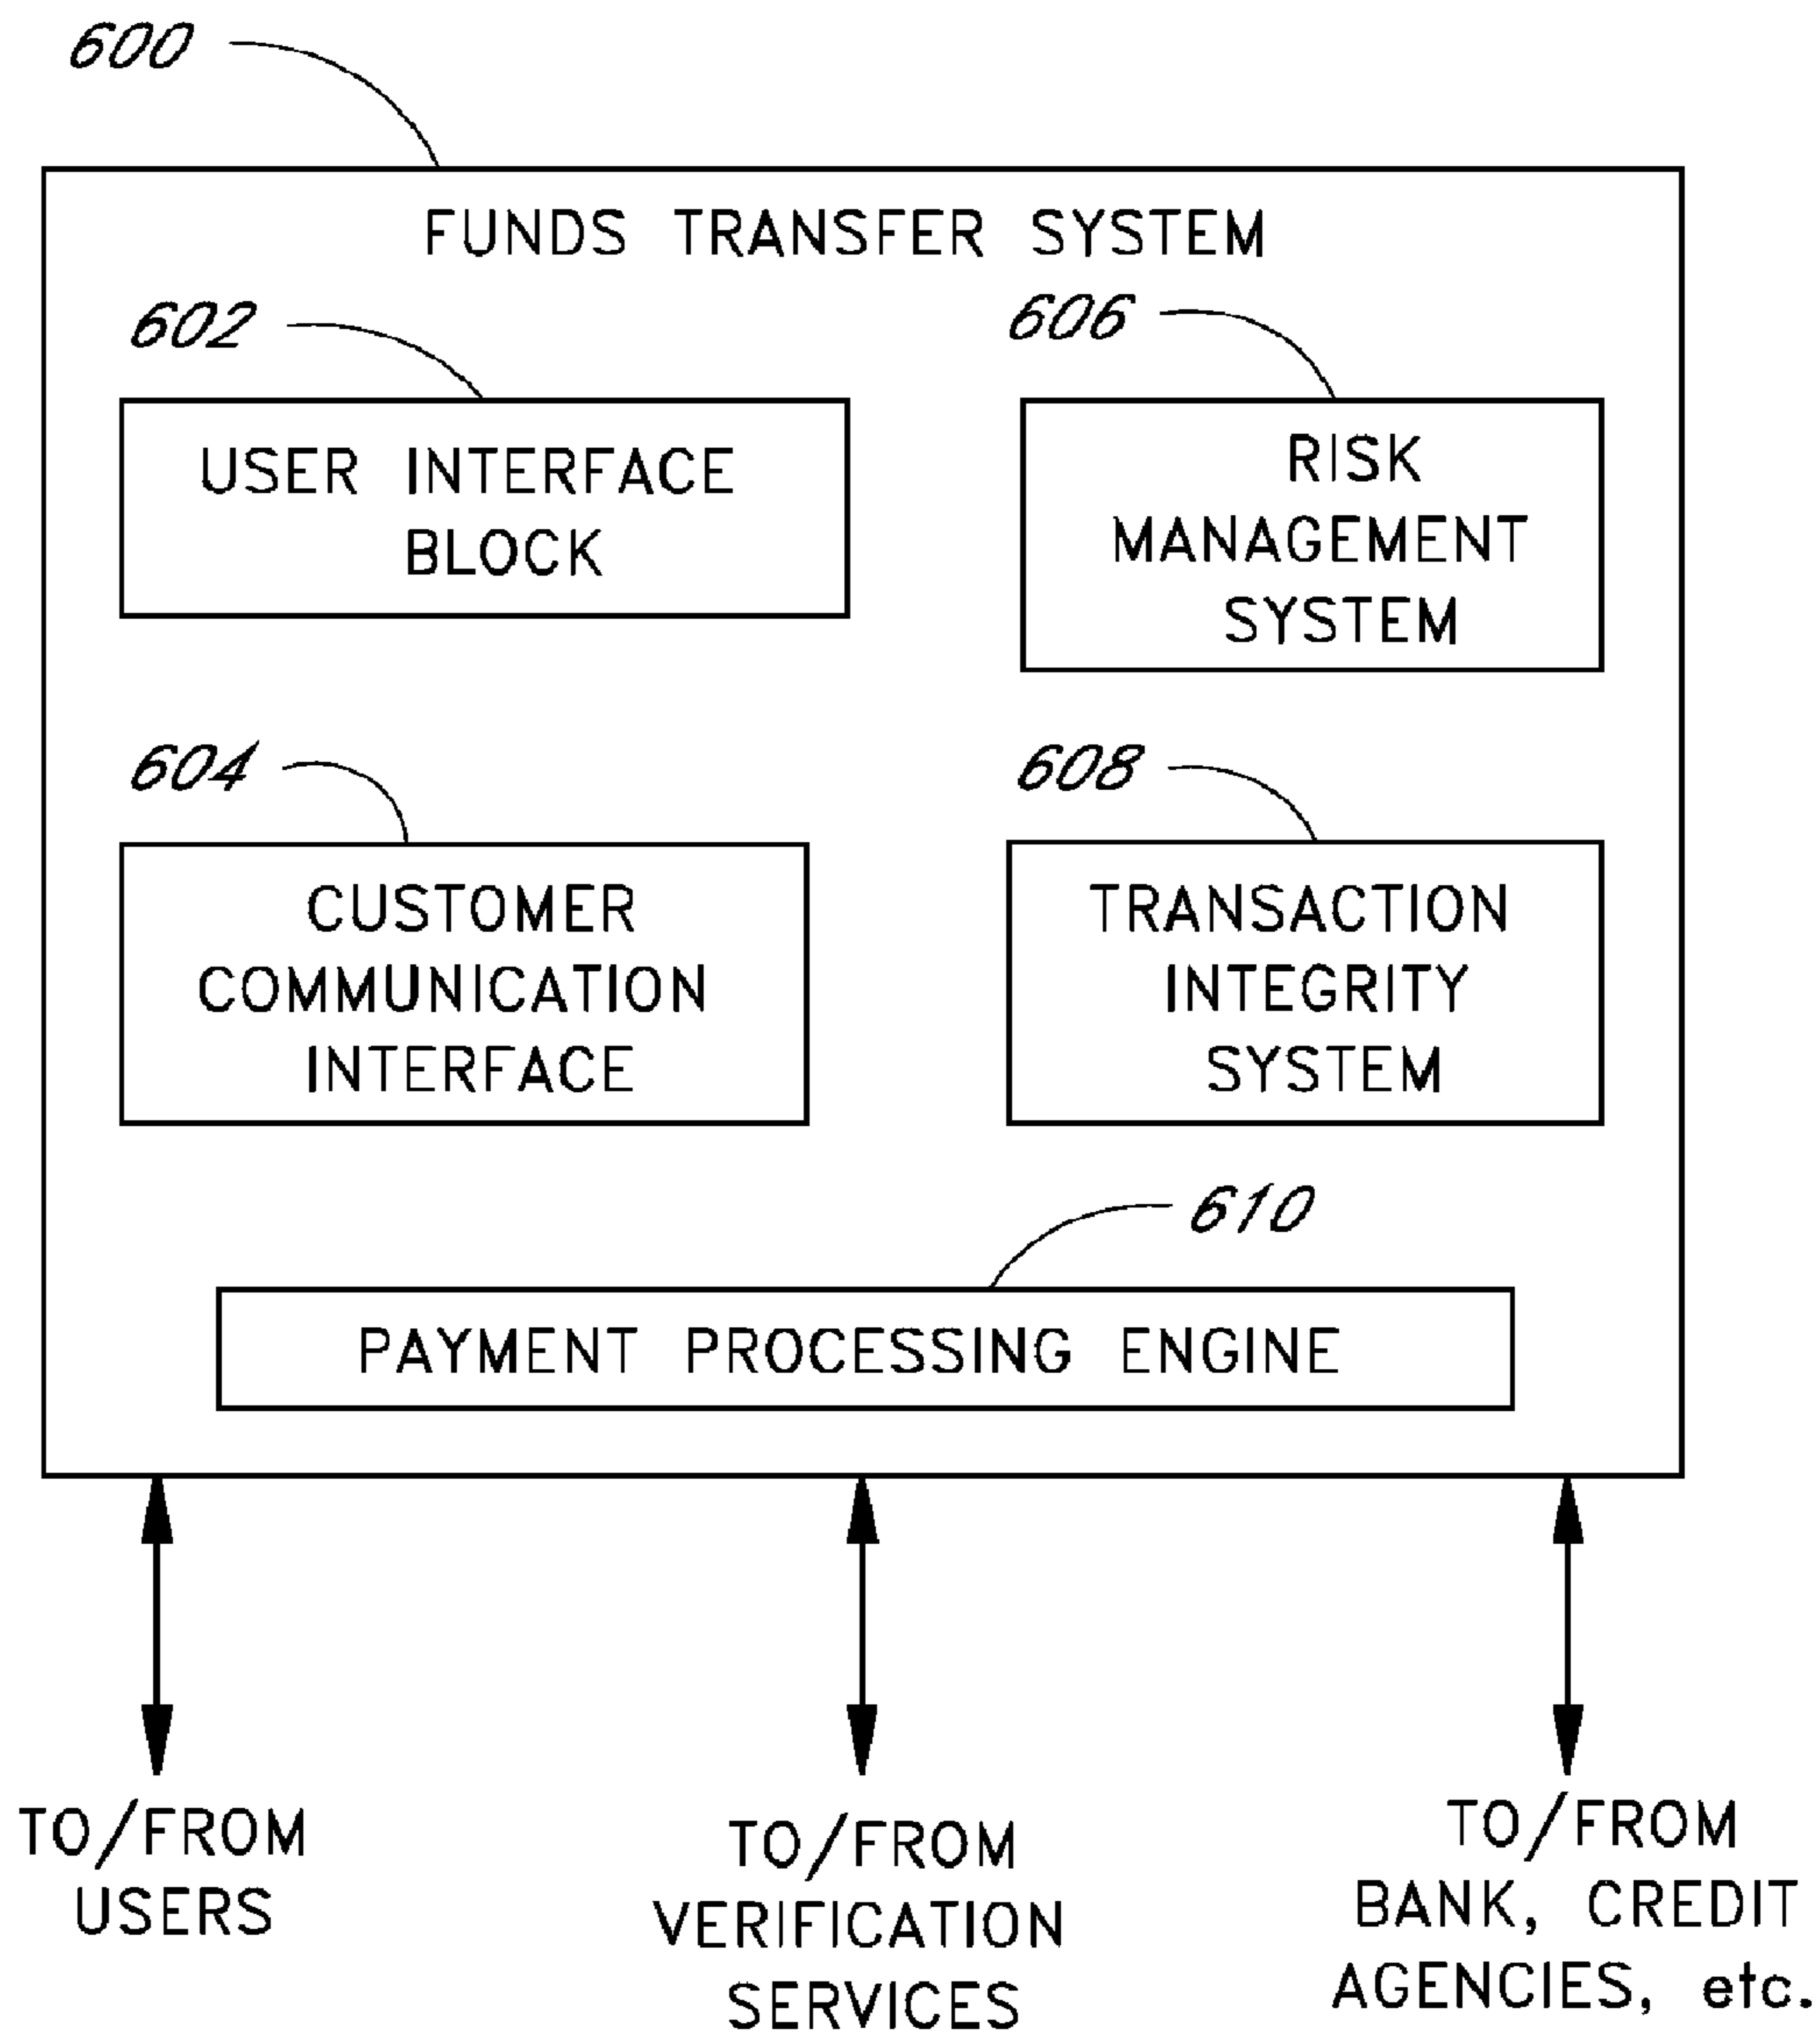 600
FUNDS TRANSFER SYSTEM
602
606
USER INTERFACE
BLOCK
RISK
MANAGEMENT
SYSTEM
604
608
CUSTOMER
COMMUNICATION
INTERFACE
TRANSACTION
INTEGRITY
SYSTEM
610
PAYMENT PROCESSING ENGINE
TO/FROM
USERS
TO/FROM
VERIFICATION
SERVICES
TO/FROM
BANK, CREDIT
AGENCIES, etc.